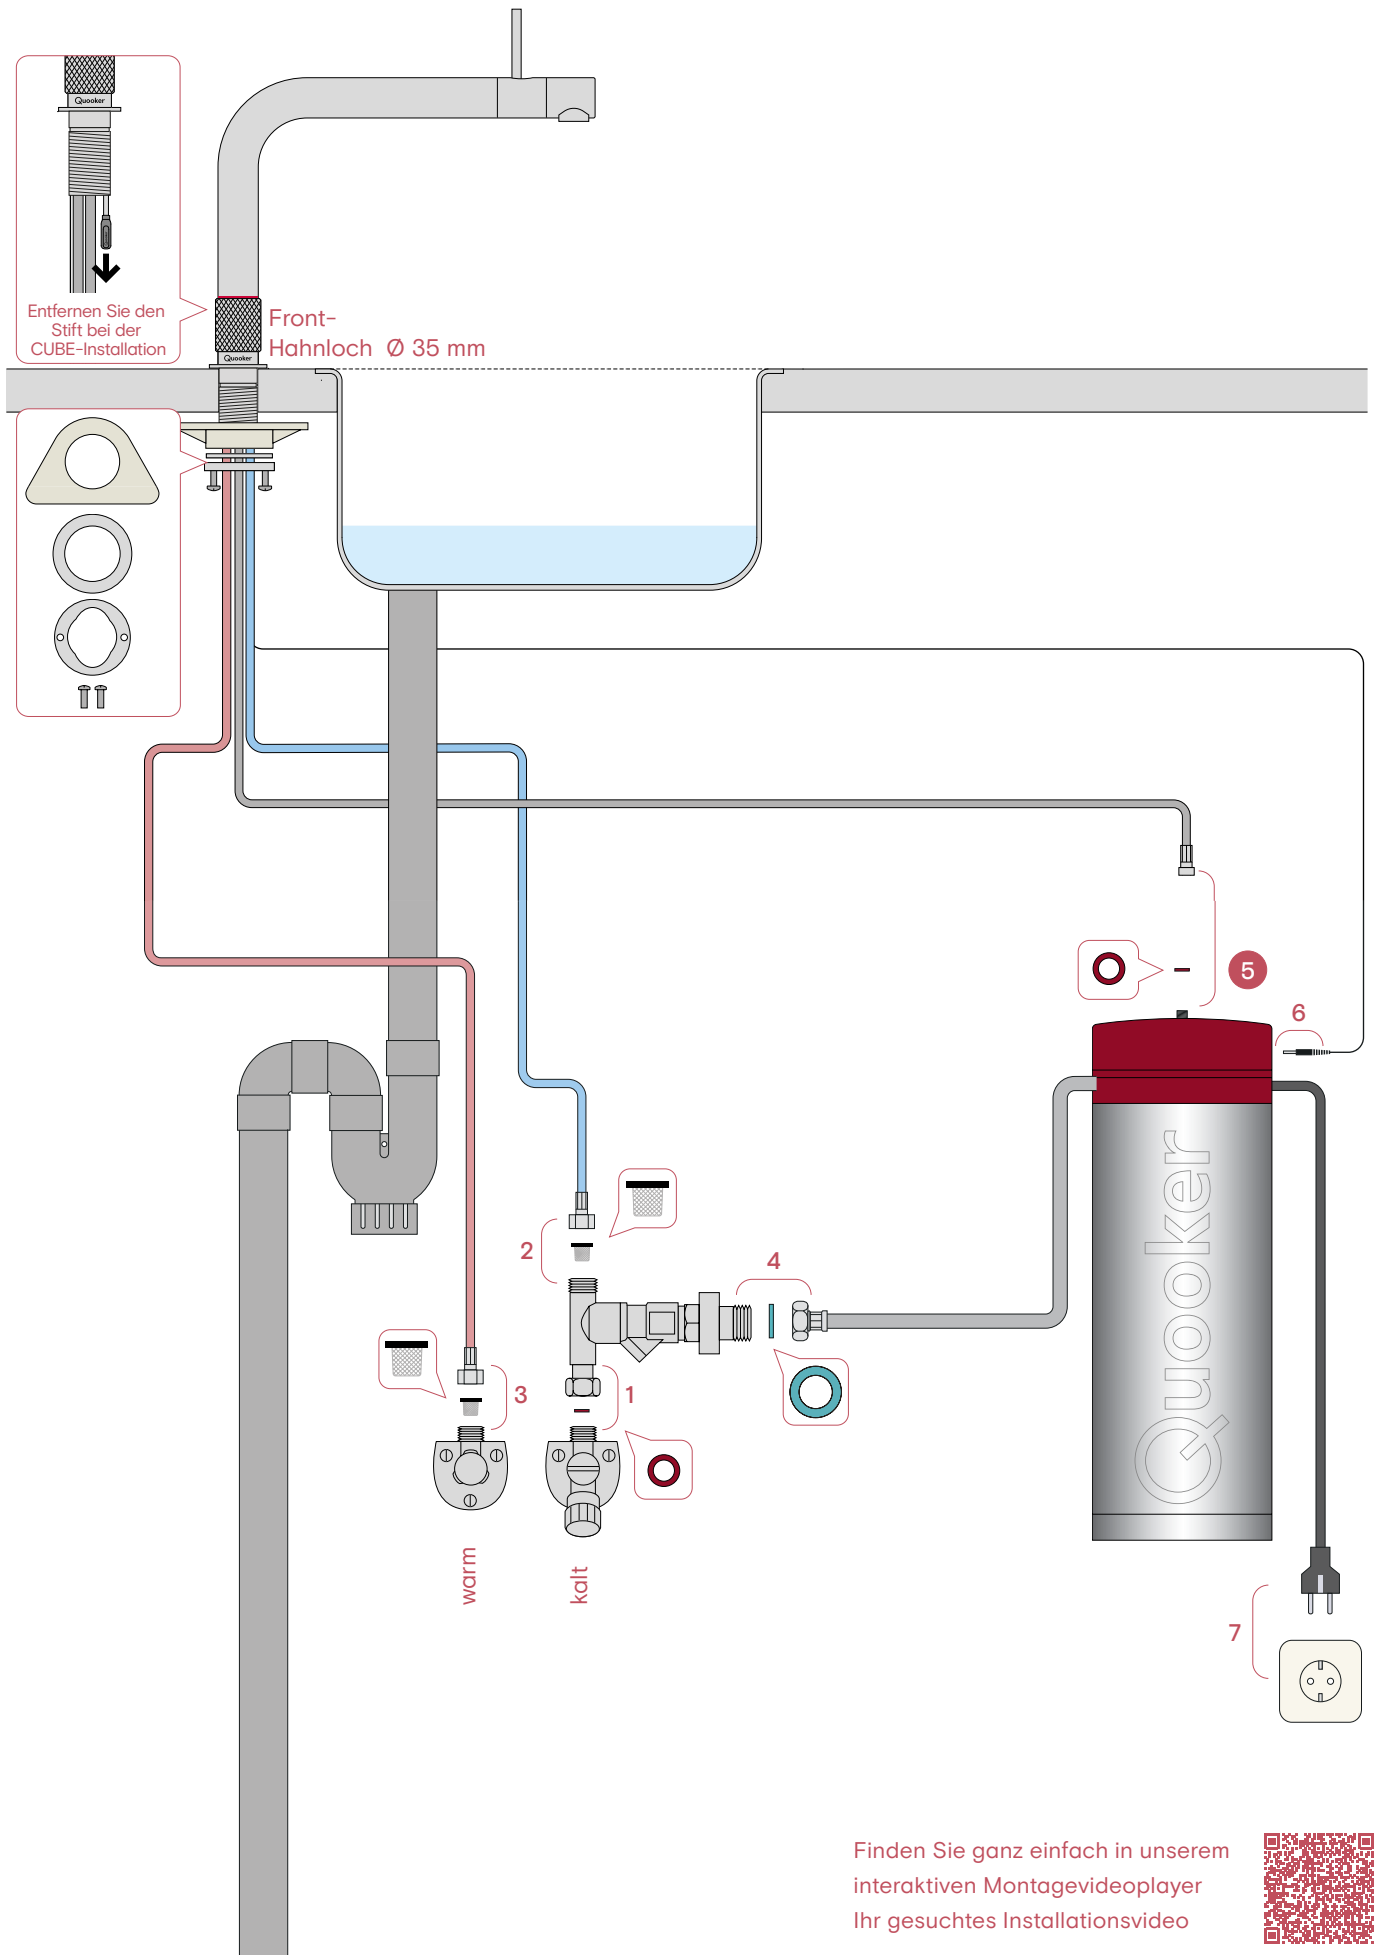 Quooker
Entfernen Sie den
Stift bei der
CUBE-Installation
Front-
Hahnloch Ø 35 mm
Quooker
5
6
2
4
3
1
Quooker
warm
kalt
7
Finden Sie ganz einfach in unserem
interaktiven Montagevideoplayer
Ihr gesuchtes Installationsvideo